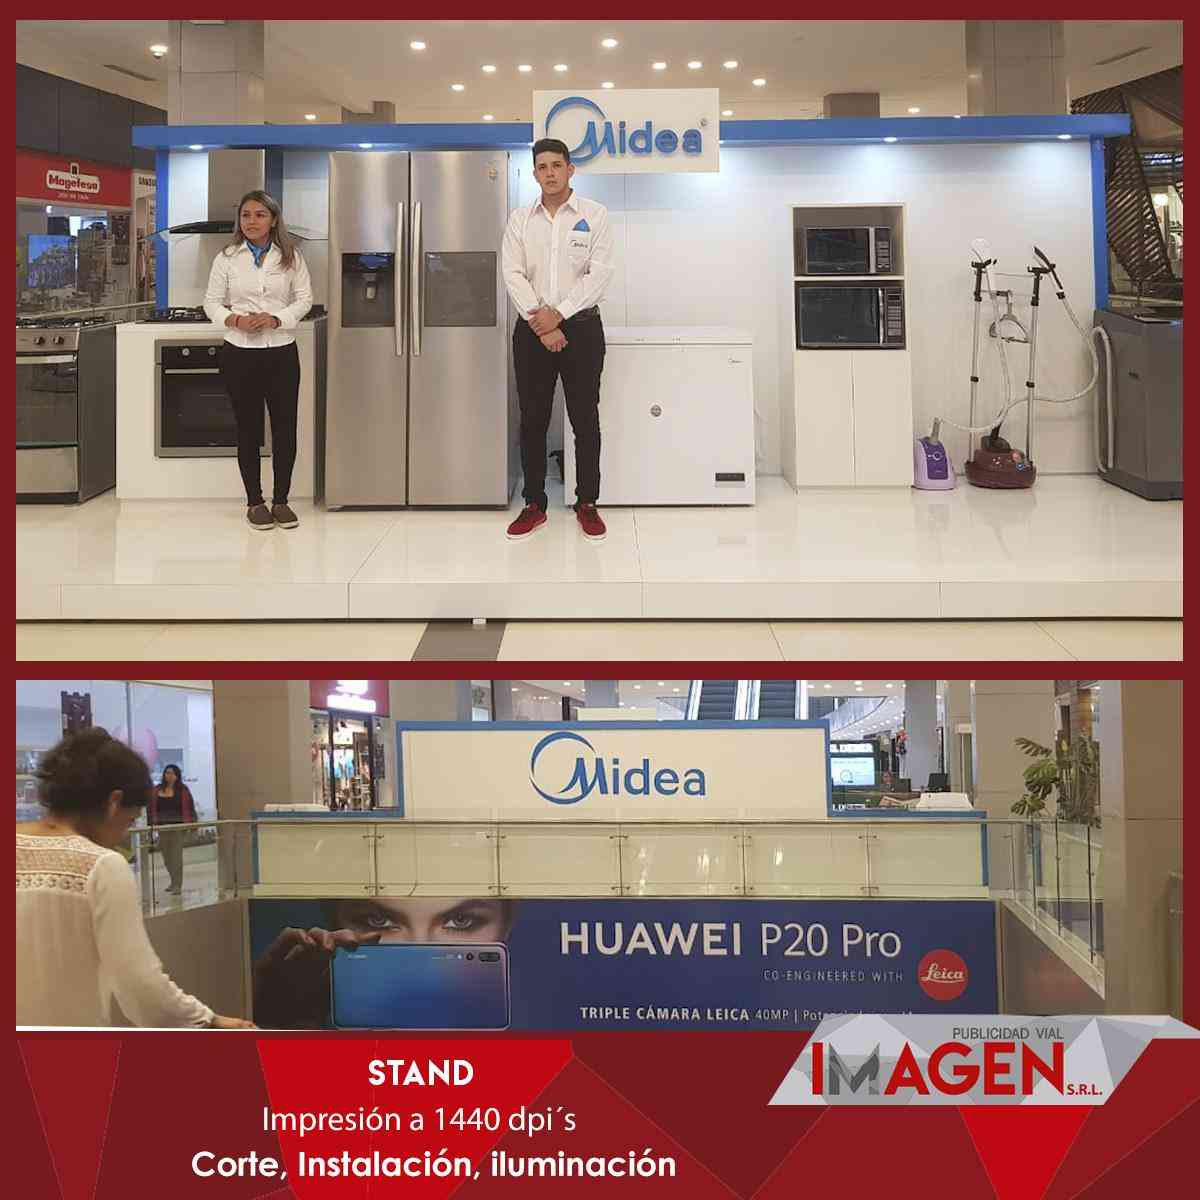 Midea
Magefesa
Midea
Midea
HUAWEI P20 Pro
CO-ENGINEERED WITH
Leica
TRIPLE CÁMARA LEICA 40MP |
STAND
Impresión a 1440 dpi´s
Corte, Instalación, iluminación
PUBLICIDAD VIAL
IMAGEN S.R.L.